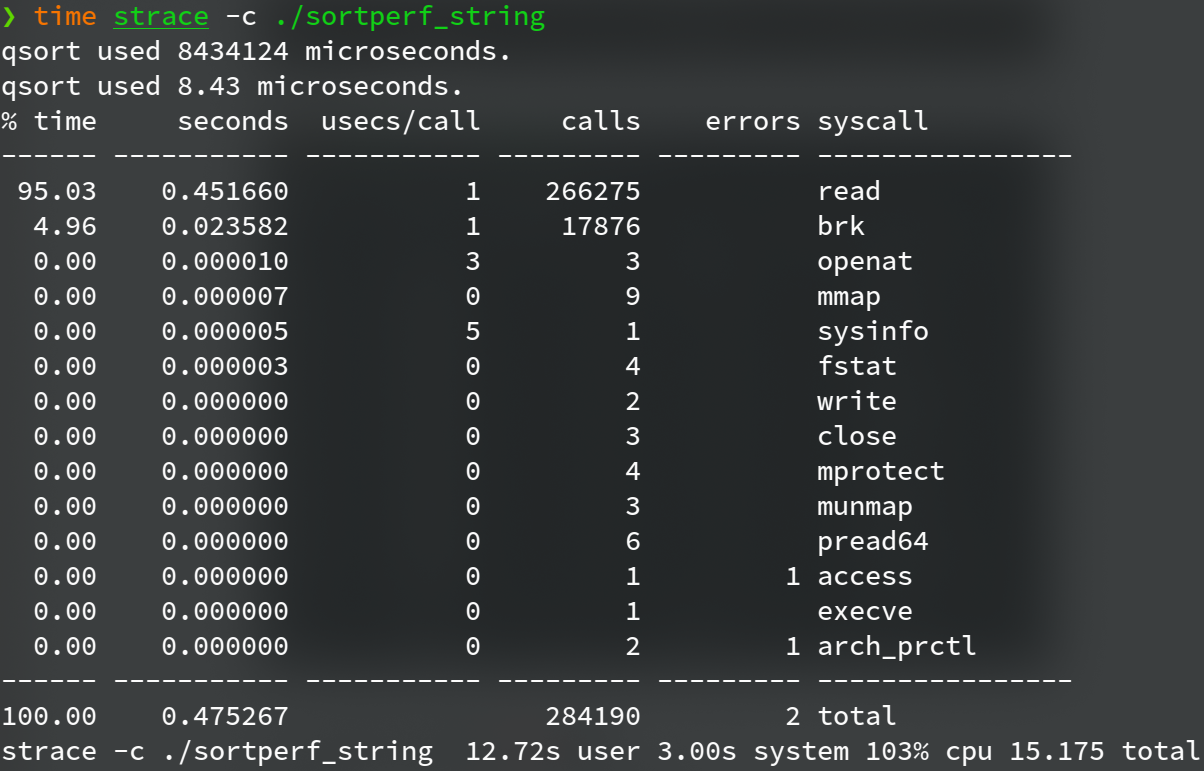 ❯ time strace -c ./sortperf_string
qsort used 8434124 microseconds.
qsort used 8.43 microseconds.
% time     seconds  usecs/call     calls    errors syscall
------ ----------- ----------- --------- --------- ----------------
 95.03    0.451660           1    266275           read
  4.96    0.023582           1     17876           brk
  0.00    0.000010           3         3           openat
  0.00    0.000007           0         9           mmap
  0.00    0.000005           5         1           sysinfo
  0.00    0.000003           0         4           fstat
  0.00    0.000000           0         2           write
  0.00    0.000000           0         3           close
  0.00    0.000000           0         4           mprotect
  0.00    0.000000           0         3           munmap
  0.00    0.000000           0         6           pread64
  0.00    0.000000           0         1         1 access
  0.00    0.000000           0         1           execve
  0.00    0.000000           0         2         1 arch_prctl
------ ----------- ----------- --------- --------- ----------------
100.00    0.475267                284190         2 total
strace -c ./sortperf_string  12.72s user 3.00s system 103% cpu 15.175 total